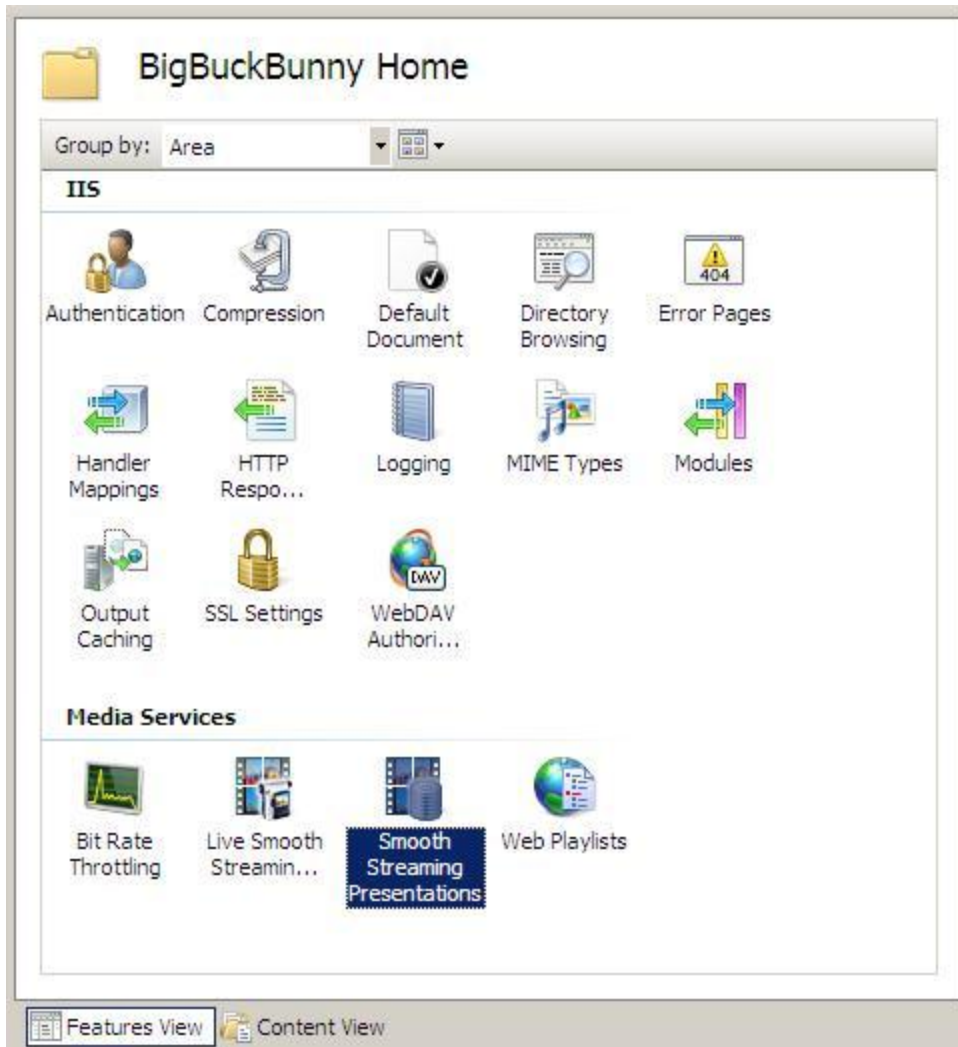 BigBuckBunny Home
Group by: Area
IIS
Authentication
Compression
Default
Document
Directory
Browsing
404
Error Pages
Handler
Mappings
HTTP
Respo...
Logging
MIME Types
Modules
Output
Caching
SSL Settings
DAV
WebDAV
Authori...
Media Services
Bit Rate
Throttling
Live Smooth
Streamin...
Smooth
Streaming
Presentations
Web Playlists
Features View
Content View